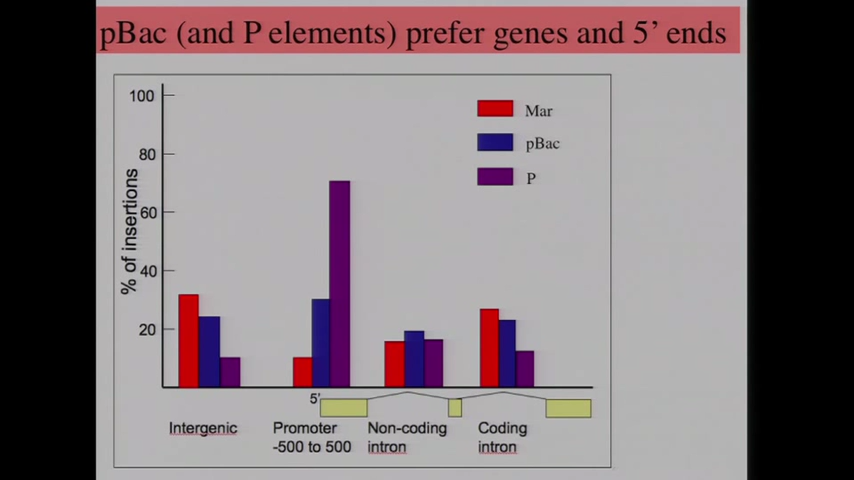 pBac (and P elements) prefer genes and 5’ ends
100
80
60
40
20
% of insertions
Mar
pBac
P
5’
Intergenic
Promoter
-500 to 500
Non-coding
intron
Coding
intron